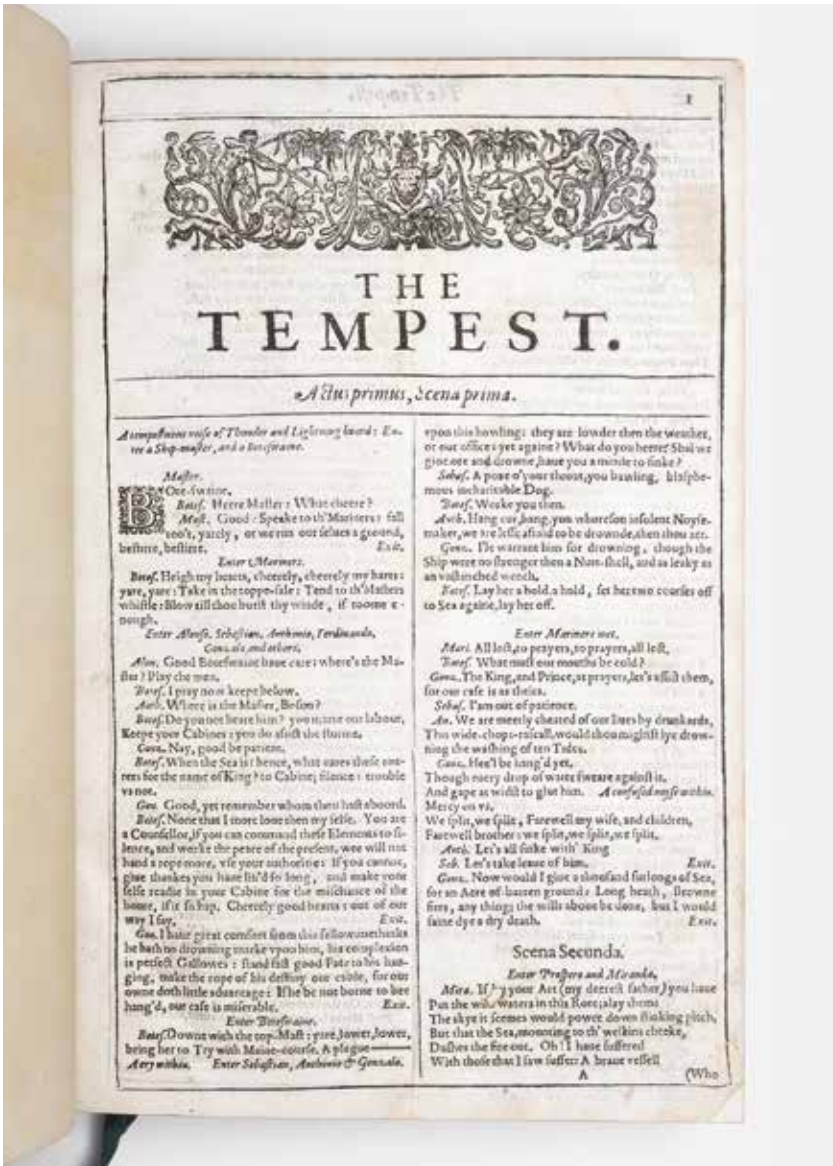 1
THE
TEMPEST.
Actus primus, Scena prima.
A tempestuous noise of Thunder and Lightning heard: En-
ter a Ship-master, and a Boteswaine.
Master.
BOte-swaine.
Botes. Heere Master: What cheere?
Mast. Good: Speake to th'Mariners: fall
too't, yarely, or we run our selues a ground,
bestirre, bestirre. Exit.
Enter Mariners.
Botes. Heigh my hearts, cheerely, cheerely my harts:
yare, yare: Take in the toppe-sale: Tend to th'Masters
whistle: Blow till thou burst thy winde, if roome e-
nough.
Enter Alonso, Sebastian, Anthonio, Ferdinando,
Gonzalo, and others.
Alon. Good Boteswaine haue care: where's the Ma-
ster? Play the men.
Botes. I pray now keepe below.
Anth. Where is the Master, Boson?
Botes. Do you not heare him? you marre our labour,
Keepe your Cabines: you do assist the storme.
Gonz. Nay, good be patient.
Botes. When the Sea is: hence, what cares these roa-
rers for the name of King? to Cabine; silence: trouble
vs not.
Gon. Good, yet remember whom thou hast aboord.
Botes. None that I more loue then my selfe. You are
a Counsellor, if you can command these Elements to si-
lence, and worke the peace of the present, wee will not
hand a rope more, vse your authoritie: If you cannot,
giue thankes you haue liu'd so long, and make your
selfe readie in your Cabine for the mischance of the
houre, if it so hap. Cheerely good hearts: out of our
way I say. Exit.
Gon. I haue great comfort from this fellow: methinks
he hath no drowning marke vpon him, his complexion
is perfect Gallowes: stand fast good Fate to his han-
ging, make the rope of his destiny our cable, for our
owne doth little aduantage: If he be not borne to bee
hang'd, our case is miserable. Exit.
Enter Boteswaine.
Botes. Downe with the top-Mast: yare, lower, lower,
bring her to Try with Maine-course. A plague——
A cry within. Enter Sebastian, Anthonio & Gonzalo.
vpon this howling: they are lowder then the weather,
or our office: yet againe? What do you heere? Shal we
giue ore and drowne, haue you a minde to sinke?
Sebas. A poxe o'your throat, you bawling, blasphe-
mous incharitable Dog.
Botes. Worke you then.
Anth. Hang cur, hang, you whoreson insolent Noyse-
maker, we are lesse afraid to be drownde, then thou art.
Gonz. I'le warrant him for drowning, though the
Ship were no stronger then a Nutt-shell, and as leaky as
an vnstanched wench.
Botes. Lay her a hold, a hold, set her two courses off
to Sea againe, lay her off.
Enter Mariners wet.
Mari. All lost, to prayers, to prayers, all lost.
Botes. What must our mouths be cold?
Gonz. The King, and Prince, at prayers, let's assist them,
for our case is as theirs.
Sebas. I'am out of patience.
An. We are meerly cheated of our liues by drunkards,
This wide-chopt-rascall, would thou mightst lye drow-
ning the washing of ten Tides.
Gonz. Hee'l be hang'd yet,
Though euery drop of water sweare against it,
And gape at widst to glut him. A confused noyse within.
Mercy on vs.
We split, we split, Farewell my wife, and children,
Farewell brother: we split, we split, we split.
Anth. Let's all sinke with' King
Seb. Let's take leaue of him. Exit.
Gonz. Now would I giue a thousand furlongs of Sea,
for an Acre of barren ground: Long heath, Browne
firrs, any thing; the wills aboue be done, but I would
faine dye a dry death. Exit.
Scena Secunda.
Enter Prospero and Miranda.
Mira. If by your Art (my deerest father) you haue
Put the wild waters in this Rore; alay them:
The skye it seemes would powre down stinking pitch,
But that the Sea, mounting to th' welkins cheeke,
Dashes the fire out. Oh! I haue suffered
With those that I saw suffer: A braue vessell
A
(Who